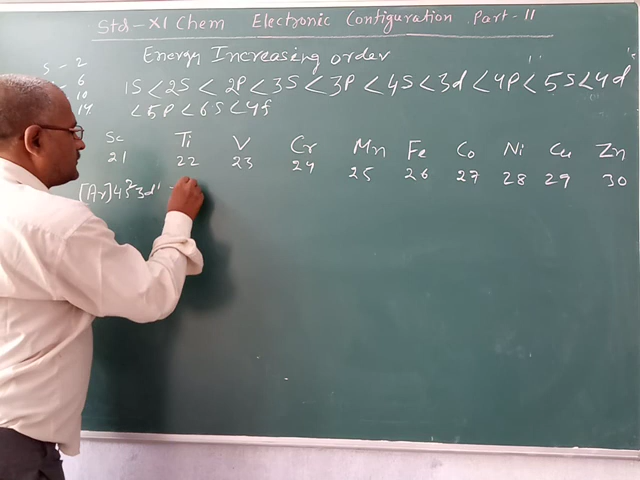 Std-XI Chem Electronic Configuration Part-II
Energy Increasing order
S-2
6
10
14
1S < 2S < 2P < 3S < 3P < 4S < 3d < 4P < 5S < 4d
< 5P < 6S < 4f
Sc Ti V Cr Mn Fe Co Ni Cu Zn
21 22 23 24 25 26 27 28 29 30
[Ar]4s²3d¹